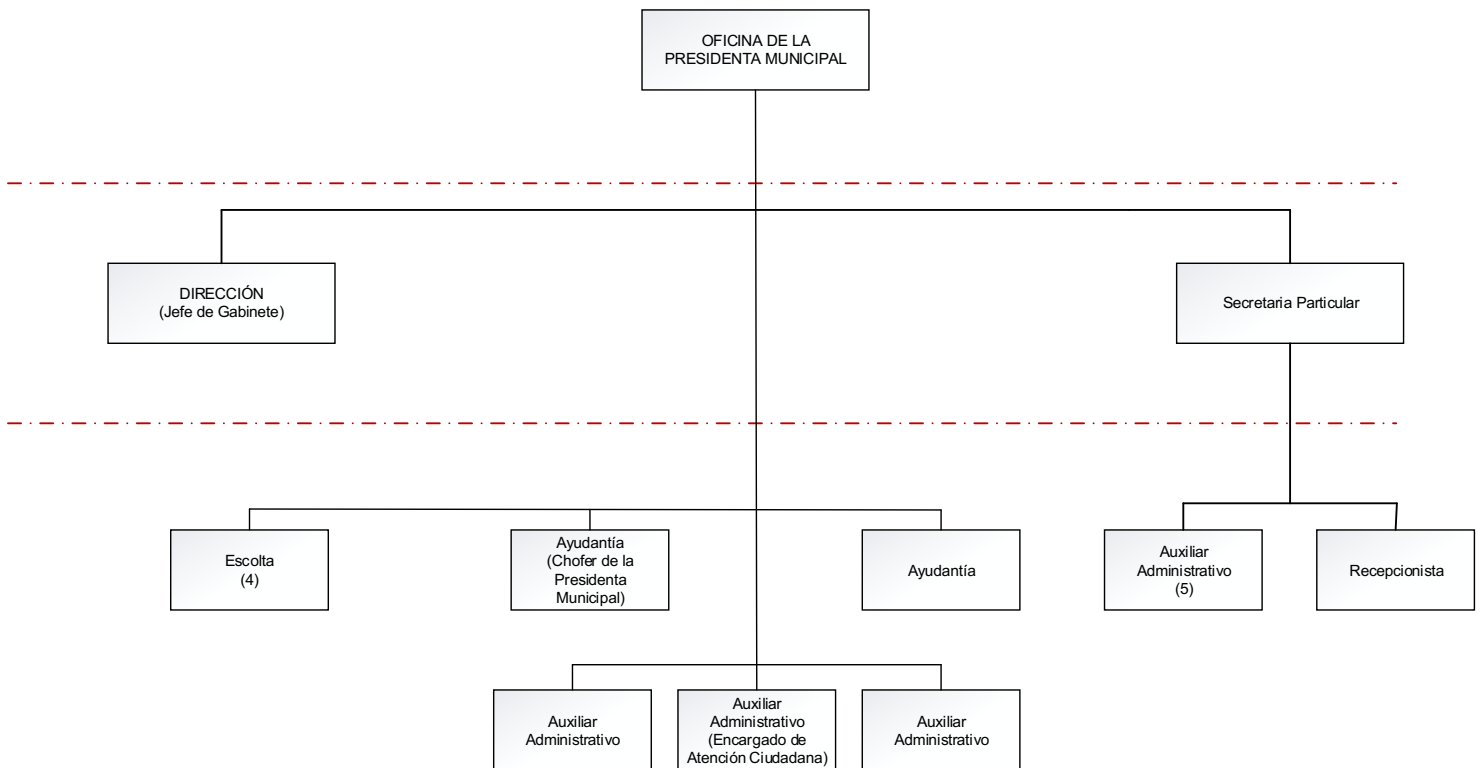 OFICINA DE LA
PRESIDENTA MUNICIPAL
DIRECCIÓN
(Jefe de Gabinete)
Secretaria Particular
Escolta
(4)
Ayudantía
(Chofer de la
Presidenta
Municipal)
Ayudantía
Auxiliar
Administrativo
(5)
Recepcionista
Auxiliar
Administrativo
Auxiliar
Administrativo
(Encargado de
Atención Ciudadana)
Auxiliar
Administrativo